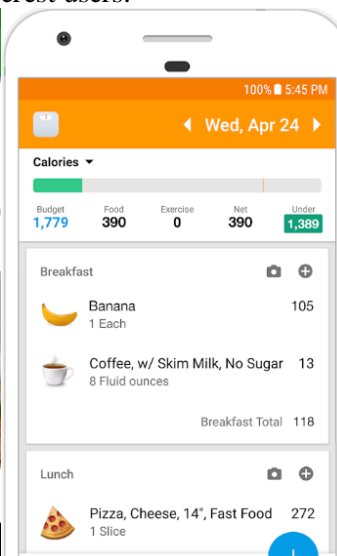 erest users.
100% 5:45 PM
Wed, Apr 24
Calories
Budget Food Exercise Net Under
1,779 390 0 390 1,389
Breakfast
Banana 105
1 Each
Coffee, w/ Skim Milk, No Sugar 13
8 Fluid ounces
Breakfast Total 118
Lunch
Pizza, Cheese, 14", Fast Food 272
1 Slice